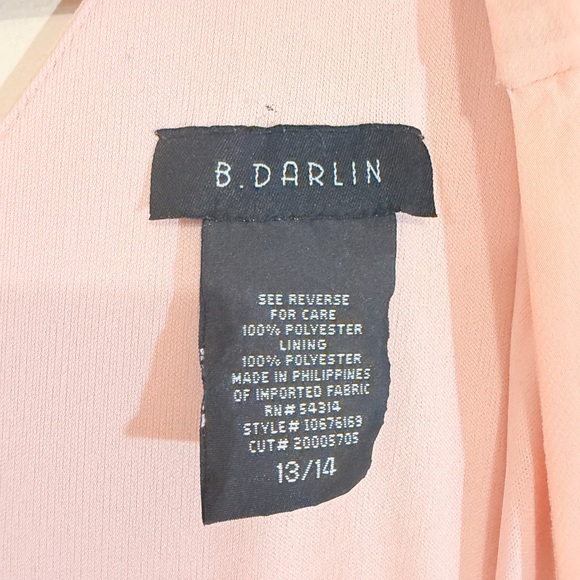 B.DARLIN
SEE REVERSE
FOR CARE
100% POLYESTER
LINING
100% POLYESTER
MADE IN PHILIPPINES
OF IMPORTED FABRIC
RN# 54314
STYLE# 10676169
CUT# 20005705
13/14